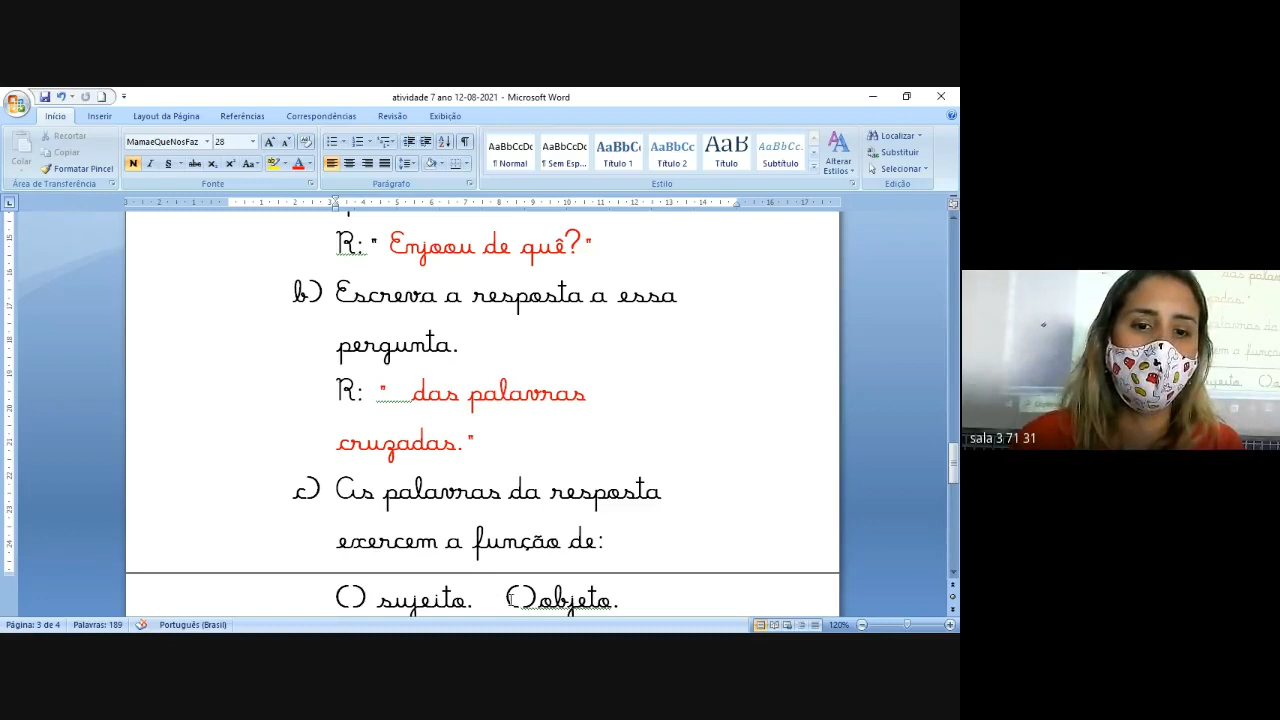 atividade 7 ano 12-08-2021 - Microsoft Word
Início Inserir Layout da Página Referências Correspondências Revisão Exibição
Colar
Recortar
Copiar
Formatar Pincel
Área de Transferência
MamaeQueNosFaz 28
Fonte
Parágrafo
AaBbCcDc AaBbCcDc AaBbC AaBbCc AaB AaBbCc.
¶ Normal ¶ Sem Esp... Título 1 Título 2 Título Subtítulo
Alterar Estilos
Estilo
Localizar
Substituir
Selecionar
Edição
R: " Enjoou de quê?"
b) Escreva a resposta a essa
pergunta.
R: " das palavras
cruzadas."
c) As palavras da resposta
exercem a função de:
( ) sujeito. ( )objeto.
Página: 3 de 4 Palavras: 189 Português (Brasil) 120%
sala 3 71 31